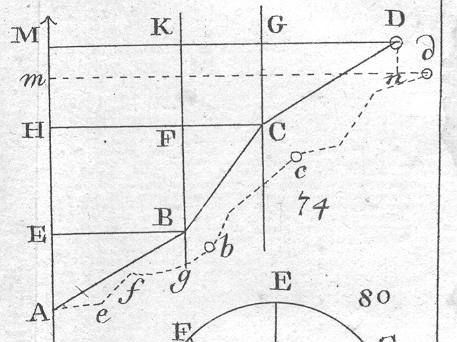 M K G D
m n ∂
H F C
c
74
E B
b
g
f
A e
E 80
F